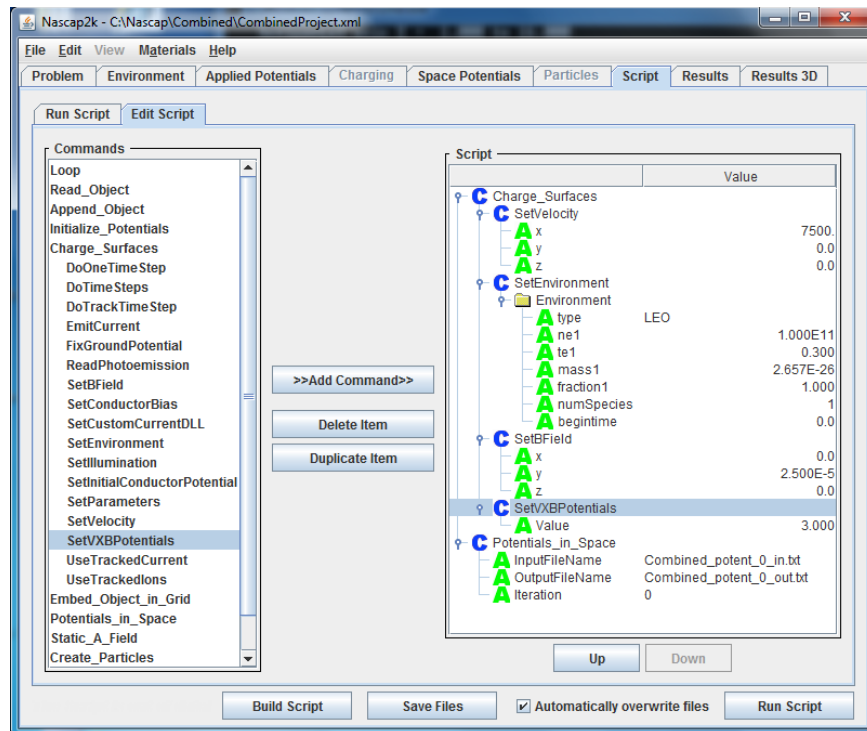 Nascap2k - C:\Nascap\Combined\CombinedProject.xml
File Edit View Materials Help
Problem Environment Applied Potentials Charging Space Potentials Particles Script Results Results 3D
Run Script Edit Script
Commands
Loop
Read_Object
Append_Object
Initialize_Potentials
Charge_Surfaces
DoOneTimeStep
DoTimeSteps
DoTrackTimeStep
EmitCurrent
FixGroundPotential
ReadPhotoemission
SetBField
SetConductorBias
SetCustomCurrentDLL
SetEnvironment
SetIllumination
SetInitialConductorPotential
SetParameters
SetVelocity
SetVXBPotentials
UseTrackedCurrent
UseTrackedIons
Embed_Object_in_Grid
Potentials_in_Space
Static_A_Field
Create_Particles
>>Add Command>>
Delete Item
Duplicate Item
Script
Value
C Charge_Surfaces
C SetVelocity
A x 7500.
A y 0.0
A z 0.0
C SetEnvironment
Environment
A type LEO
A ne1 1.000E11
A te1 0.300
A mass1 2.657E-26
A fraction1 1.000
A numSpecies 1
A begintime 0.0
C SetBField
A x 0.0
A y 2.500E-5
A z 0.0
C SetVXBPotentials
A Value 3.000
C Potentials_in_Space
A InputFileName Combined_potent_0_in.txt
A OutputFileName Combined_potent_0_out.txt
A Iteration 0
Up Down
Build Script Save Files Automatically overwrite files Run Script